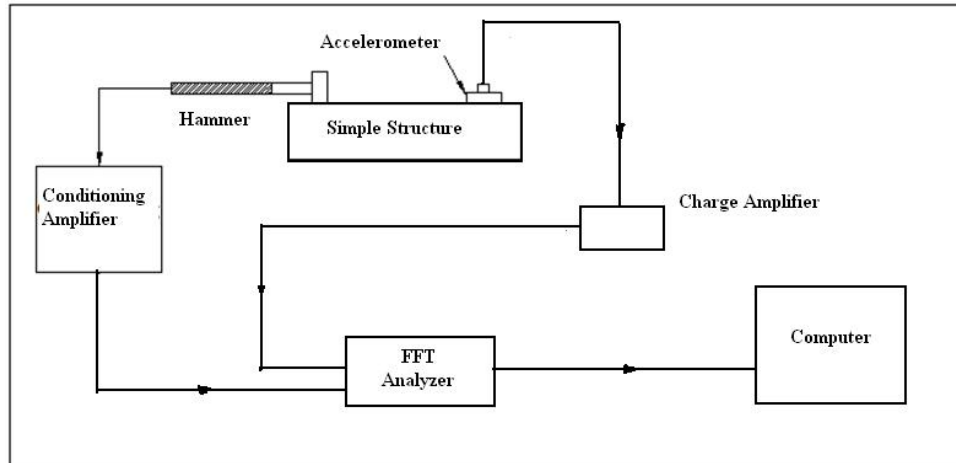 Accelerometer
Hammer
Simple Structure
Conditioning
Amplifier
Charge Amplifier
FFT
Analyzer
Computer